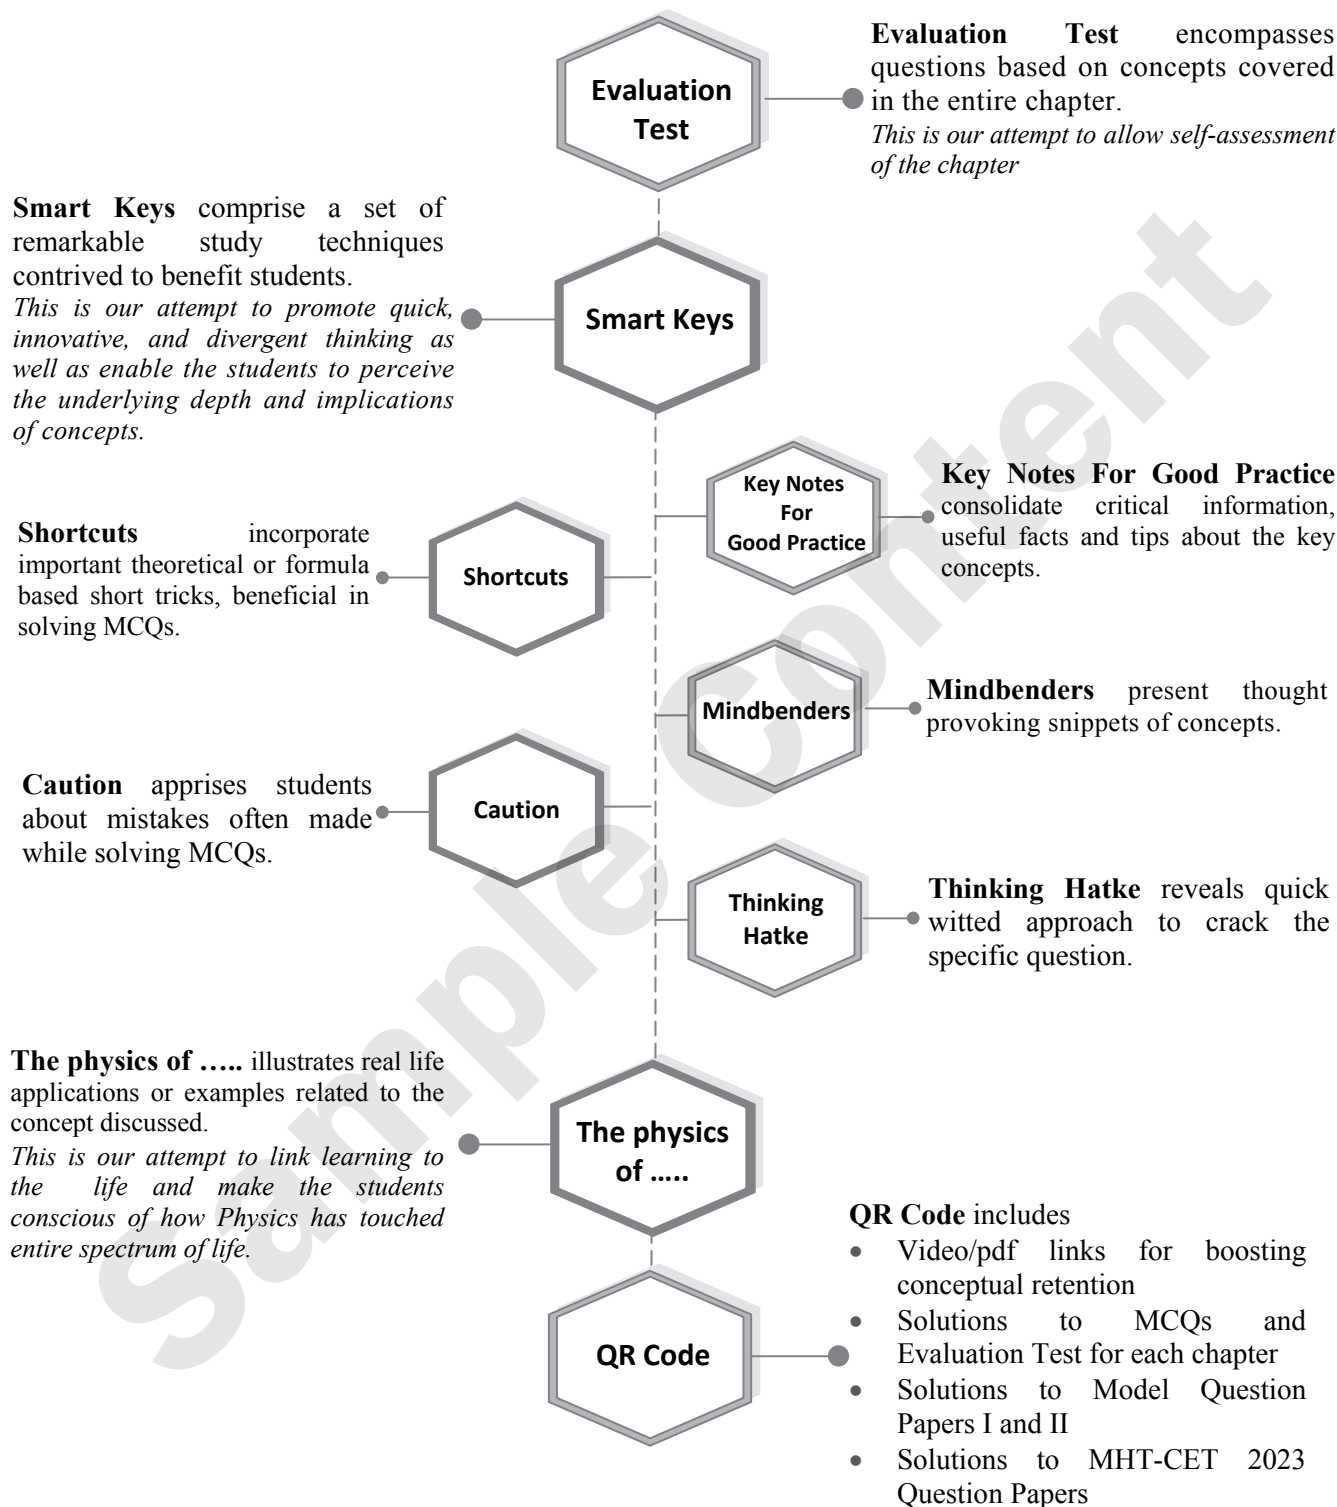 Evaluation
Test
Evaluation Test encompasses
questions based on concepts covered
in the entire chapter.
This is our attempt to allow self-assessment
of the chapter
Smart Keys comprise a set of
remarkable study techniques
contrived to benefit students.
This is our attempt to promote quick,
innovative, and divergent thinking as
well as enable the students to perceive
the underlying depth and implications
of concepts.
Smart Keys
Key Notes
For
Good Practice
Key Notes For Good Practice
consolidate critical information,
useful facts and tips about the key
concepts.
Shortcuts incorporate
important theoretical or formula
based short tricks, beneficial in
solving MCQs.
Shortcuts
Mindbenders
Mindbenders present thought
provoking snippets of concepts.
Caution apprises students
about mistakes often made
while solving MCQs.
Caution
Thinking
Hatke
Thinking Hatke reveals quick
witted approach to crack the
specific question.
The physics of ….. illustrates real life
applications or examples related to the
concept discussed.
This is our attempt to link learning to
the life and make the students
conscious of how Physics has touched
entire spectrum of life.
The physics
of …..
QR Code
QR Code includes
• Video/pdf links for boosting
conceptual retention
• Solutions to MCQs and
Evaluation Test for each chapter
• Solutions to Model Question
Papers I and II
• Solutions to MHT-CET 2023
Question Papers
Sample Content